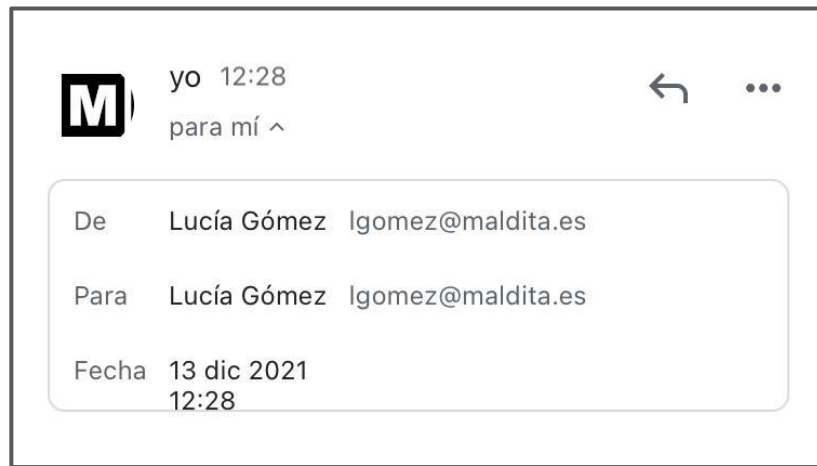 M
yo 12:28
para mí
De Lucía Gómez lgomez@maldita.es
Para Lucía Gómez lgomez@maldita.es
Fecha 13 dic 2021
12:28